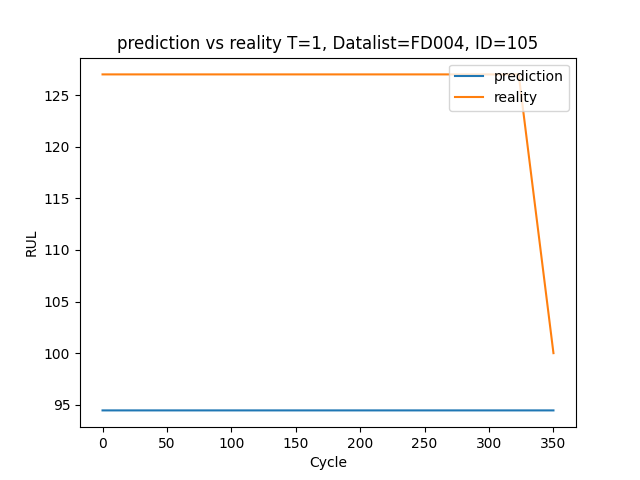 prediction vs reality T=1, Datalist=FD004, ID=105
prediction
reality
125
120
115
110
105
100
95
RUL
0 50 100 150 200 250 300 350
Cycle